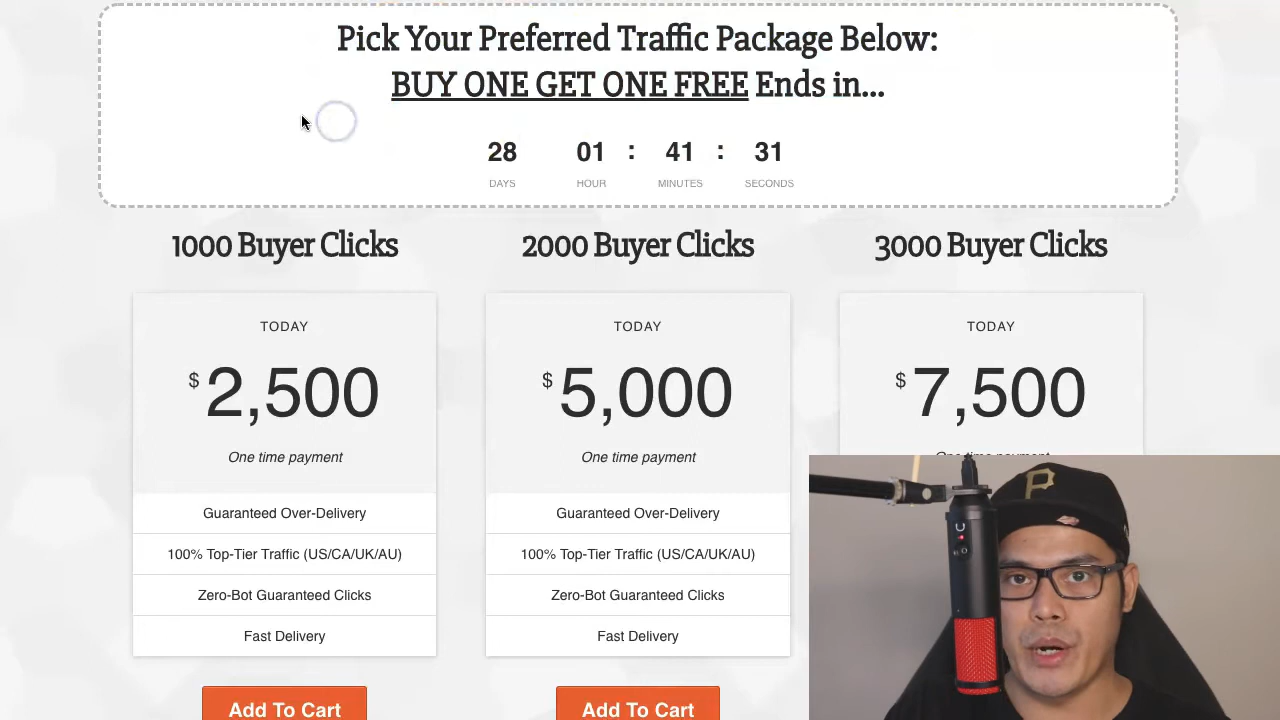 Pick Your Preferred Traffic Package Below:
BUY ONE GET ONE FREE Ends in...
28 01 : 41 : 31
DAYS HOUR MINUTES SECONDS
1000 Buyer Clicks
TODAY
$ 2,500
One time payment
Guaranteed Over-Delivery
100% Top-Tier Traffic (US/CA/UK/AU)
Zero-Bot Guaranteed Clicks
Fast Delivery
Add To Cart
2000 Buyer Clicks
TODAY
$ 5,000
One time payment
Guaranteed Over-Delivery
100% Top-Tier Traffic (US/CA/UK/AU)
Zero-Bot Guaranteed Clicks
Fast Delivery
Add To Cart
3000 Buyer Clicks
TODAY
$ 7,500
One time payment
P